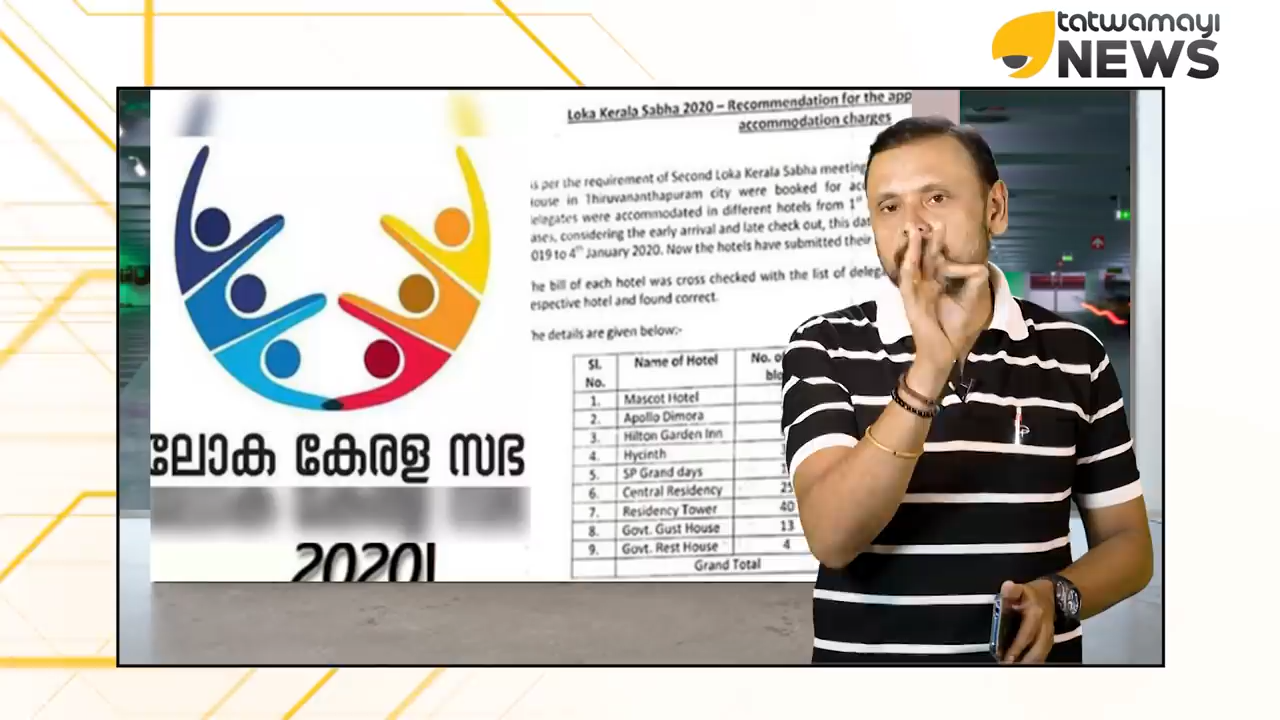 tatwamayi
NEWS
Loka Kerala Sabha 2020 – Recommendation for the app
accommodation charges
is per the requirement of Second Loka Kerala Sabha meeting
House in Thiruvananthapuram city were booked for acc
elegates were accommodated in different hotels from 1st
ases, considering the early arrival and late check out, this dat
019 to 4th January 2020. Now the hotels have submitted their
he bill of each hotel was cross checked with the list of delega
espective hotel and found correct.
he details are given below:-
Sl. No. Name of Hotel No. of
1. Mascot Hotel
2. Apollo Dimora
3. Hilton Garden Inn
4. Hycinth
5. SP Grand days
6. Central Residency 25
7. Residency Tower 40
8. Govt. Gust House 13
9. Govt. Rest House 4
Grand Total
ലോക കേരള സഭ
2020